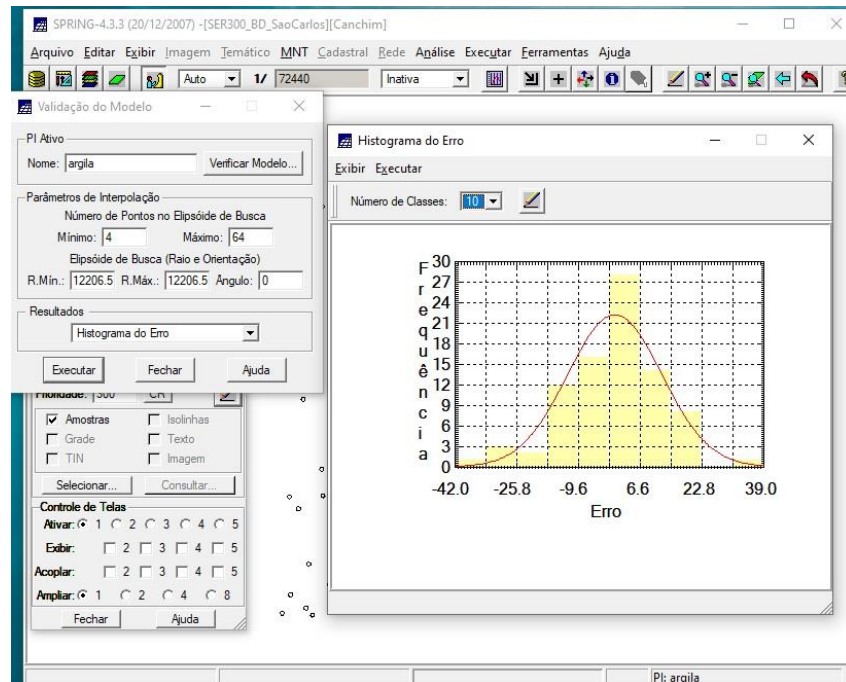 SPRING-4.3.3 (20/12/2007) -[SER300_BD_SaoCarlos][Canchim]
Arquivo Editar Exibir Imagem Temático MNT Cadastral Rede Análise Executar Ferramentas Ajuda
Auto 1/ 72440 Inativa
Validação do Modelo
PI Ativo
Nome: argila Verificar Modelo...
Parâmetros de Interpolação
Número de Pontos no Elipsóide de Busca
Mínimo: 4 Máximo: 64
Elipsóide de Busca (Raio e Orientação)
R.Mín.: 12206.5 R.Máx.: 12206.5 Angulo: 0
Resultados
Histograma do Erro
Executar Fechar Ajuda
Prioridade: 300 CR
Amostras Isolinhas
Grade Texto
TIN Imagem
Selecionar... Consultar...
Controle de Telas
Ativar: 1 2 3 4 5
Exibir: 2 3 4 5
Acoplar: 2 3 4 5
Ampliar: 1 2 4 8
Fechar Ajuda
Histograma do Erro
Exibir Executar
Número de Classes: 10
Frequência
30
27
24
21
18
15
12
9
6
3
0
-42.0 -25.8 -9.6 6.6 22.8 39.0
Erro
PI: argila